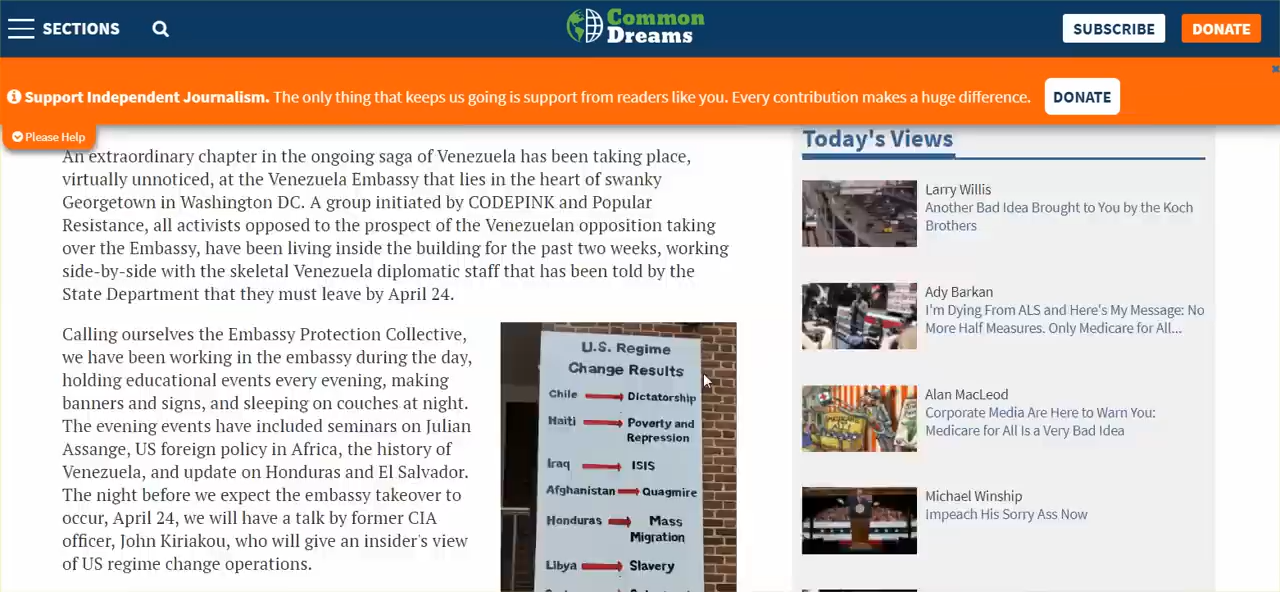 SECTIONS
Common
Dreams
SUBSCRIBE
DONATE
Support Independent Journalism. The only thing that keeps us going is support from readers like you. Every contribution makes a huge difference.
DONATE
Please Help
An extraordinary chapter in the ongoing saga of Venezuela has been taking place,
virtually unnoticed, at the Venezuela Embassy that lies in the heart of swanky
Georgetown in Washington DC. A group initiated by CODEPINK and Popular
Resistance, all activists opposed to the prospect of the Venezuelan opposition taking
over the Embassy, have been living inside the building for the past two weeks, working
side-by-side with the skeletal Venezuela diplomatic staff that has been told by the
State Department that they must leave by April 24.
Calling ourselves the Embassy Protection Collective,
we have been working in the embassy during the day,
holding educational events every evening, making
banners and signs, and sleeping on couches at night.
The evening events have included seminars on Julian
Assange, US foreign policy in Africa, the history of
Venezuela, and update on Honduras and El Salvador.
The night before we expect the embassy takeover to
occur, April 24, we will have a talk by former CIA
officer, John Kiriakou, who will give an insider's view
of US regime change operations.
U.S. Regime
Change Results
Chile Dictatorship
Haiti Poverty and
Repression
Iraq ISIS
Afghanistan Quagmire
Honduras Mass
Migration
Libya Slavery
Today's Views
Larry Willis
Another Bad Idea Brought to You by the Koch
Brothers
Ady Barkan
I'm Dying From ALS and Here's My Message: No
More Half Measures. Only Medicare for All...
Alan MacLeod
Corporate Media Are Here to Warn You:
Medicare for All Is a Very Bad Idea
Michael Winship
Impeach His Sorry Ass Now